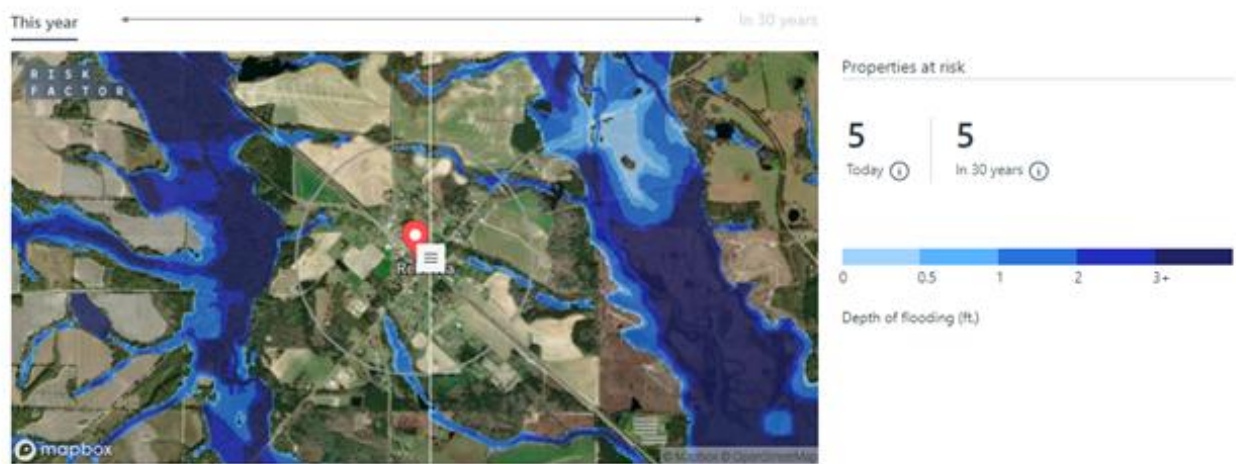 This year
In 30 years
RISK
FACTOR
Properties at risk
5
Today
5
In 30 years
0 0.5 1 2 3+
Depth of flooding (ft.)
mapbox
© Mapbox © OpenStreetMap